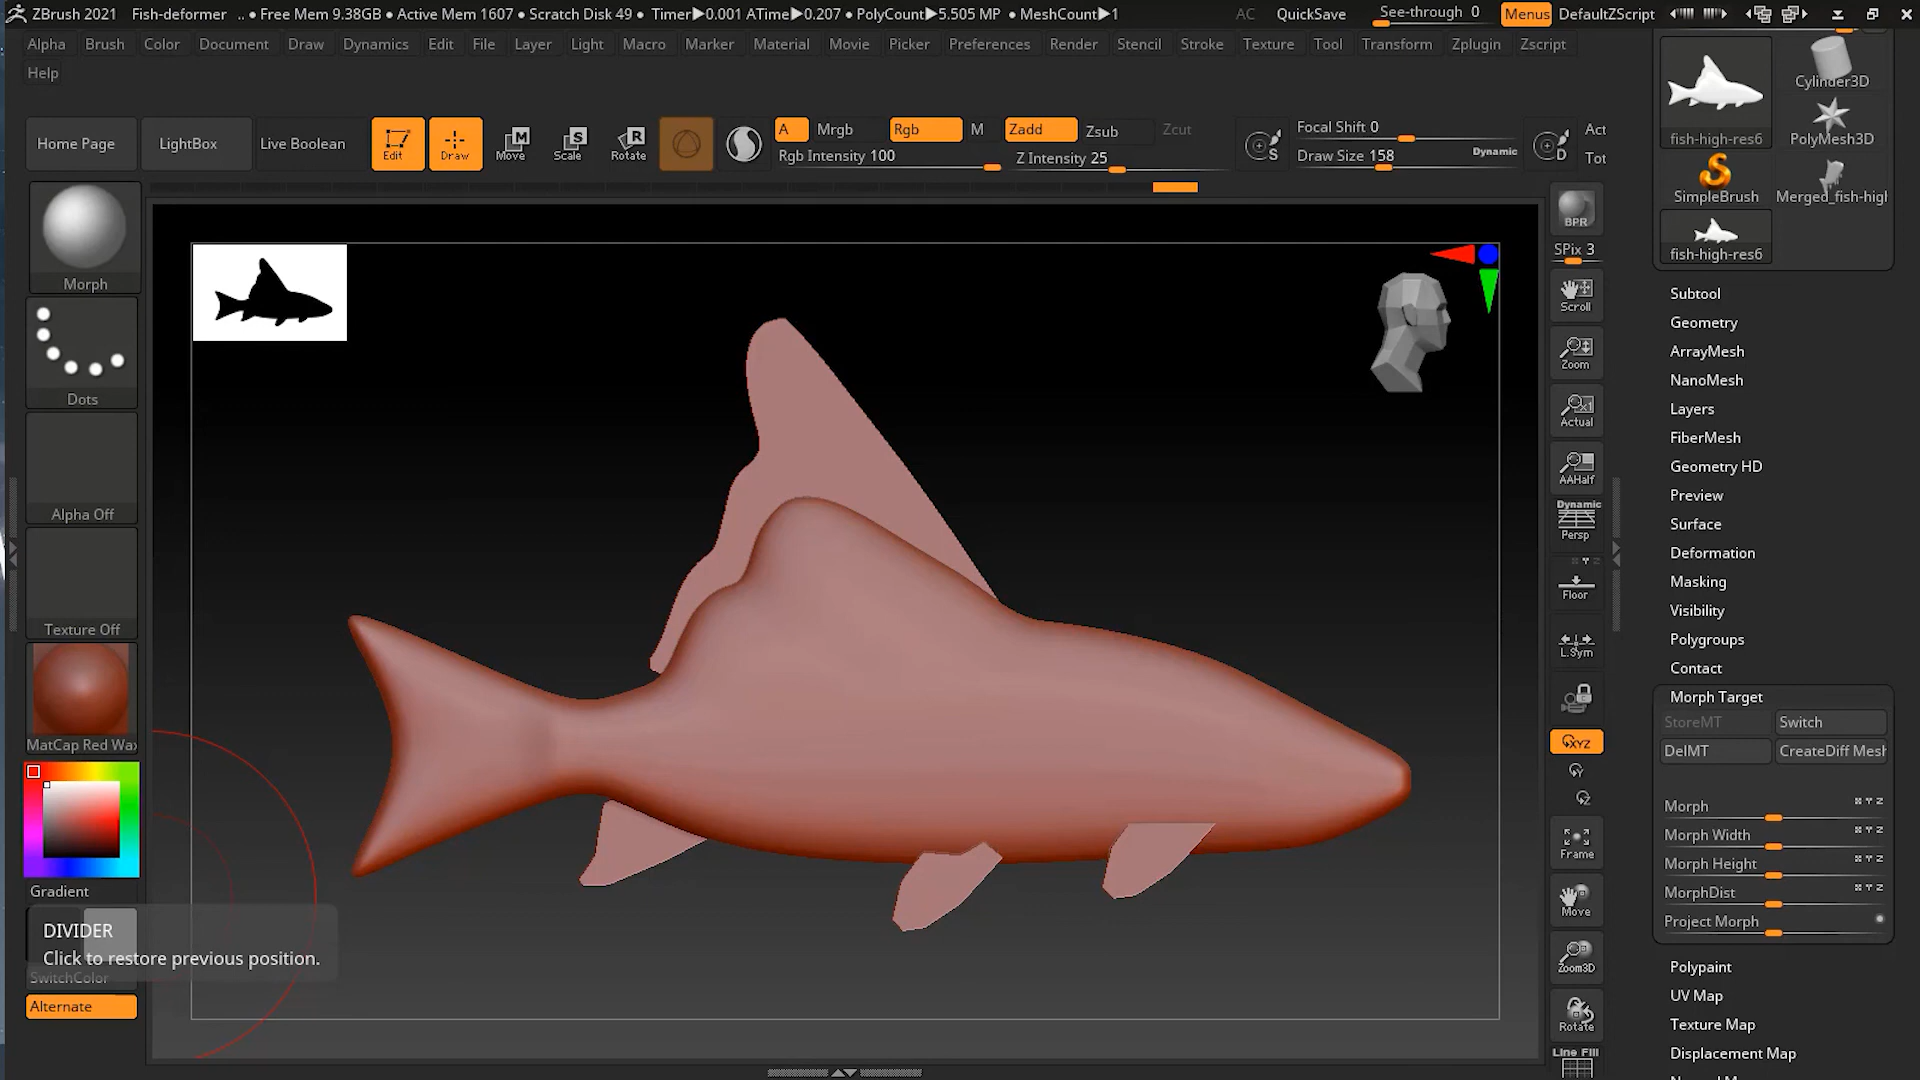 ZBrush 2021 Fish-deformer .. • Free Mem 9.38GB • Active Mem 1607 • Scratch Disk 49 • Timer▶0.001 ATime▶0.207 • PolyCount▶5.505 MP • MeshCount▶1 AC QuickSave See-through 0 Menus DefaultZScript
Alpha Brush Color Document Draw Dynamics Edit File Layer Light Macro Marker Material Movie Picker Preferences Render Stencil Stroke Texture Tool Transform Zplugin Zscript
Help
Home Page LightBox Live Boolean Edit Draw Move Scale Rotate
M S R
A Mrgb Rgb M Zadd Zsub Zcut
Rgb Intensity 100 Z Intensity 25
S Focal Shift 0
Draw Size 158 Dynamic
D Act
Tot
Morph
Dots
Alpha Off
Texture Off
MatCap Red Wax
Gradient
DIVIDER
Click to restore previous position.
SwitchColor
Alternate
BPR
SPix 3
Scroll
Zoom
Actual
AAHalf
Dynamic
Persp
Floor
L.Sym
XYZ
Y
Z
Frame
Move
Zoom3D
Rotate
Line Fill
fish-high-res6
Cylinder3D
PolyMesh3D
SimpleBrush
Merged_fish-higl
fish-high-res6
Subtool
Geometry
ArrayMesh
NanoMesh
Layers
FiberMesh
Geometry HD
Preview
Surface
Deformation
Masking
Visibility
Polygroups
Contact
Morph Target
StoreMT Switch
DelMT CreateDiff Mesh
Morph X Y Z
Morph Width X Y Z
Morph Height X Y Z
MorphDist X Y Z
Project Morph
Polypaint
UV Map
Texture Map
Displacement Map